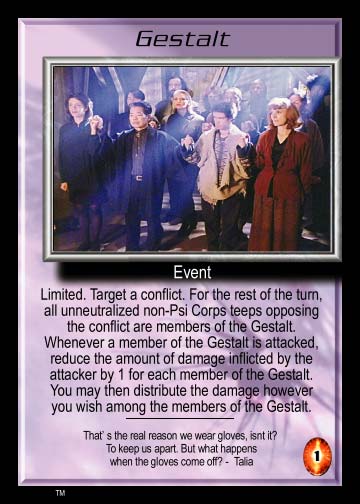 Gestalt
Event
Limited. Target a conflict. For the rest of the turn,
all unneutralized non-Psi Corps teeps opposing
the conflict are members of the Gestalt.
Whenever a member of the Gestalt is attacked,
reduce the amount of damage inflicted by the
attacker by 1 for each member of the Gestalt.
You may then distribute the damage however
you wish among the members of the Gestalt.
That' s the real reason we wear gloves, isnt it?
To keep us apart. But what happens
when the gloves come off? - Talia
1
TM